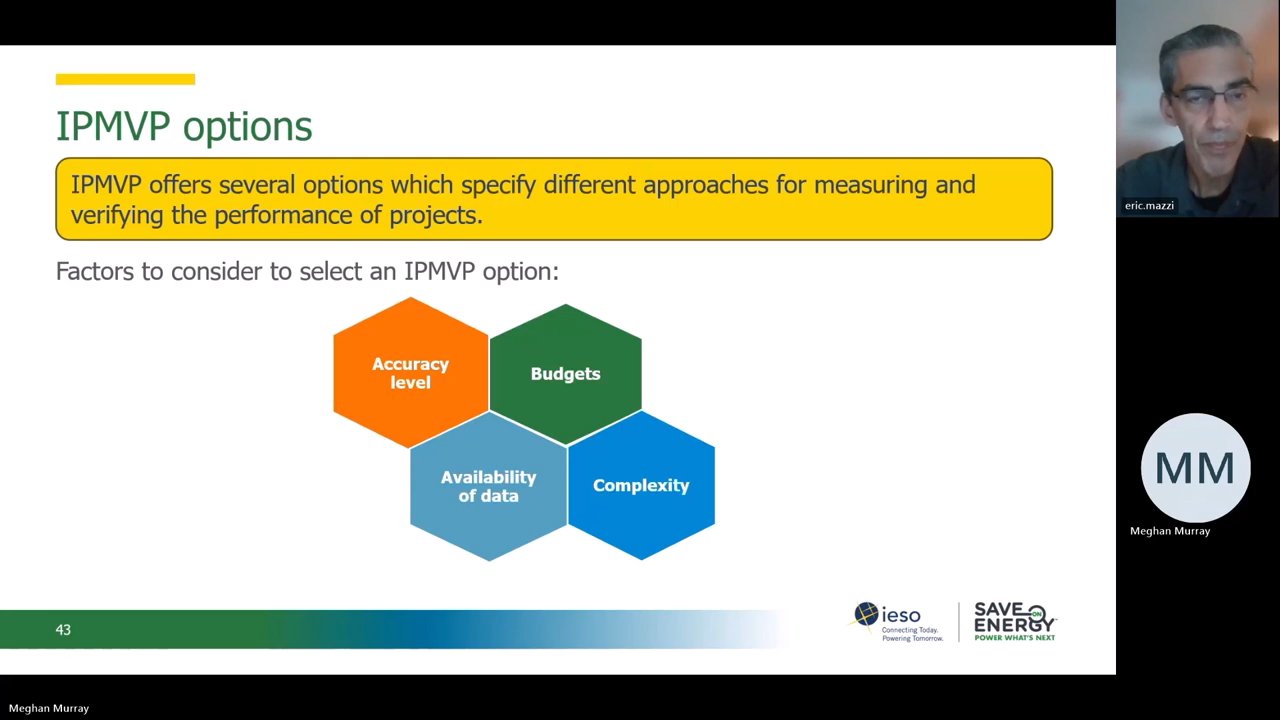 IPMVP options
IPMVP offers several options which specify different approaches for measuring and
verifying the performance of projects.
Factors to consider to select an IPMVP option:
Accuracy
level
Budgets
Availability
of data
Complexity
43
ieso
Connecting Today.
Powering Tomorrow.
SAVE ON
ENERGY
POWER WHAT'S NEXT
eric.mazzi
MM
Meghan Murray
Meghan Murray